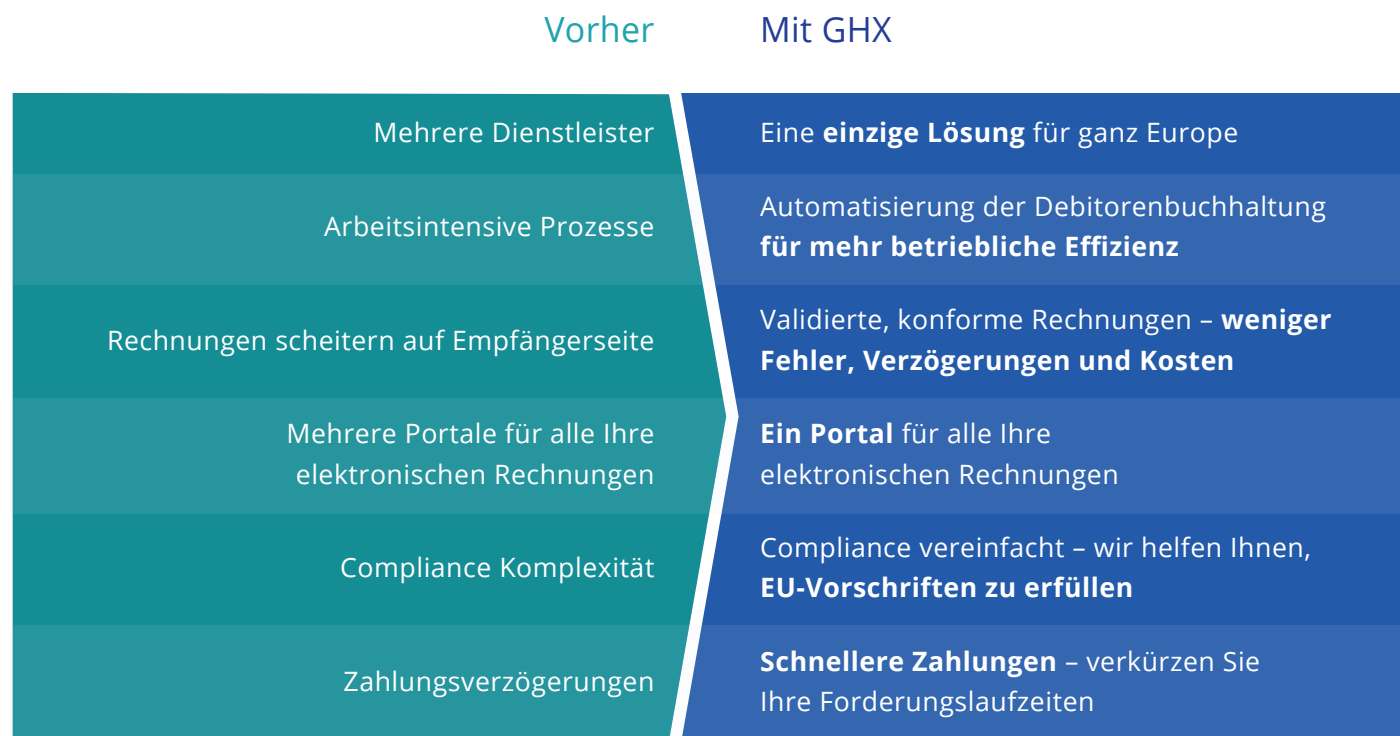 Vorher
Mit GHX
Mehrere Dienstleister
Eine einzige Lösung für ganz Europe
Arbeitsintensive Prozesse
Automatisierung der Debitorenbuchhaltung
für mehr betriebliche Effizienz
Rechnungen scheitern auf Empfängerseite
Validierte, konforme Rechnungen – weniger
Fehler, Verzögerungen und Kosten
Mehrere Portale für alle Ihre
elektronischen Rechnungen
Ein Portal für alle Ihre
elektronischen Rechnungen
Compliance Komplexität
Compliance vereinfacht – wir helfen Ihnen,
EU-Vorschriften zu erfüllen
Zahlungsverzögerungen
Schnellere Zahlungen – verkürzen Sie
Ihre Forderungslaufzeiten